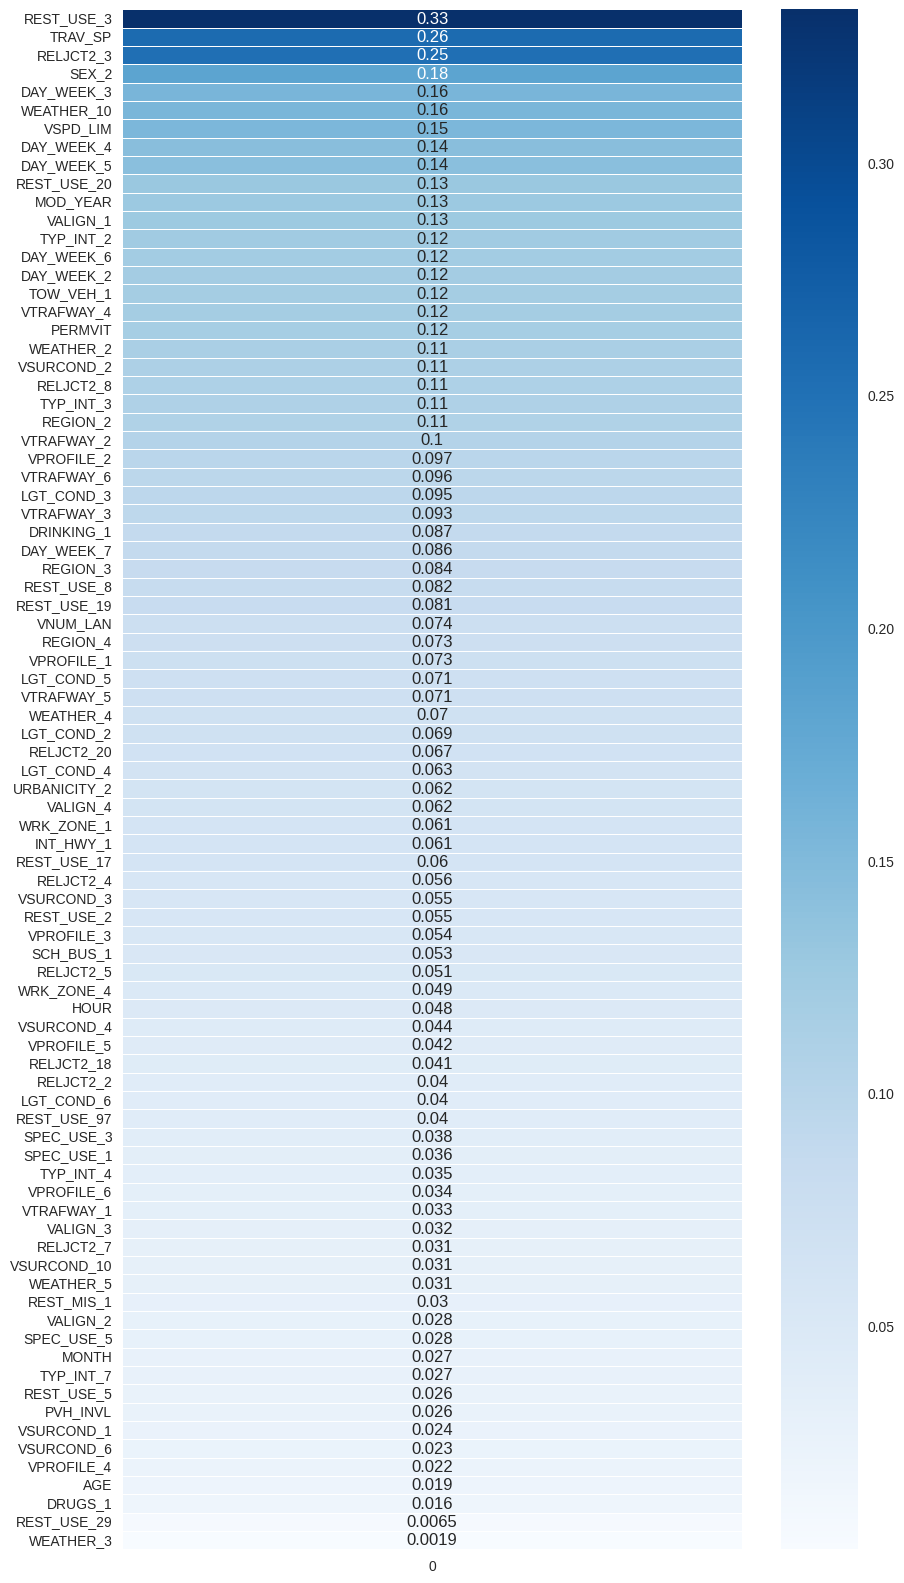 REST_USE_3 0.33
TRAV_SP 0.26
RELJCT2_3 0.25
SEX_2 0.18
DAY_WEEK_3 0.16
WEATHER_10 0.16
VSPD_LIM 0.15
DAY_WEEK_4 0.14
DAY_WEEK_5 0.14
REST_USE_20 0.13
MOD_YEAR 0.13
VALIGN_1 0.13
TYP_INT_2 0.12
DAY_WEEK_6 0.12
DAY_WEEK_2 0.12
TOW_VEH_1 0.12
VTRAFWAY_4 0.12
PERMVIT 0.12
WEATHER_2 0.11
VSURCOND_2 0.11
RELJCT2_8 0.11
TYP_INT_3 0.11
REGION_2 0.11
VTRAFWAY_2 0.1
VPROFILE_2 0.097
VTRAFWAY_6 0.096
LGT_COND_3 0.095
VTRAFWAY_3 0.093
DRINKING_1 0.087
DAY_WEEK_7 0.086
REGION_3 0.084
REST_USE_8 0.082
REST_USE_19 0.081
VNUM_LAN 0.074
REGION_4 0.073
VPROFILE_1 0.073
LGT_COND_5 0.071
VTRAFWAY_5 0.071
WEATHER_4 0.07
LGT_COND_2 0.069
RELJCT2_20 0.067
LGT_COND_4 0.063
URBANICITY_2 0.062
VALIGN_4 0.062
WRK_ZONE_1 0.061
INT_HWY_1 0.061
REST_USE_17 0.06
RELJCT2_4 0.056
VSURCOND_3 0.055
REST_USE_2 0.055
VPROFILE_3 0.054
SCH_BUS_1 0.053
RELJCT2_5 0.051
WRK_ZONE_4 0.049
HOUR 0.048
VSURCOND_4 0.044
VPROFILE_5 0.042
RELJCT2_18 0.041
RELJCT2_2 0.04
LGT_COND_6 0.04
REST_USE_97 0.04
SPEC_USE_3 0.038
SPEC_USE_1 0.036
TYP_INT_4 0.035
VPROFILE_6 0.034
VTRAFWAY_1 0.033
VALIGN_3 0.032
RELJCT2_7 0.031
VSURCOND_10 0.031
WEATHER_5 0.031
REST_MIS_1 0.03
VALIGN_2 0.028
SPEC_USE_5 0.028
MONTH 0.027
TYP_INT_7 0.027
REST_USE_5 0.026
PVH_INVL 0.026
VSURCOND_1 0.024
VSURCOND_6 0.023
VPROFILE_4 0.022
AGE 0.019
DRUGS_1 0.016
REST_USE_29 0.0065
WEATHER_3 0.0019
0
0.30
0.25
0.20
0.15
0.10
0.05